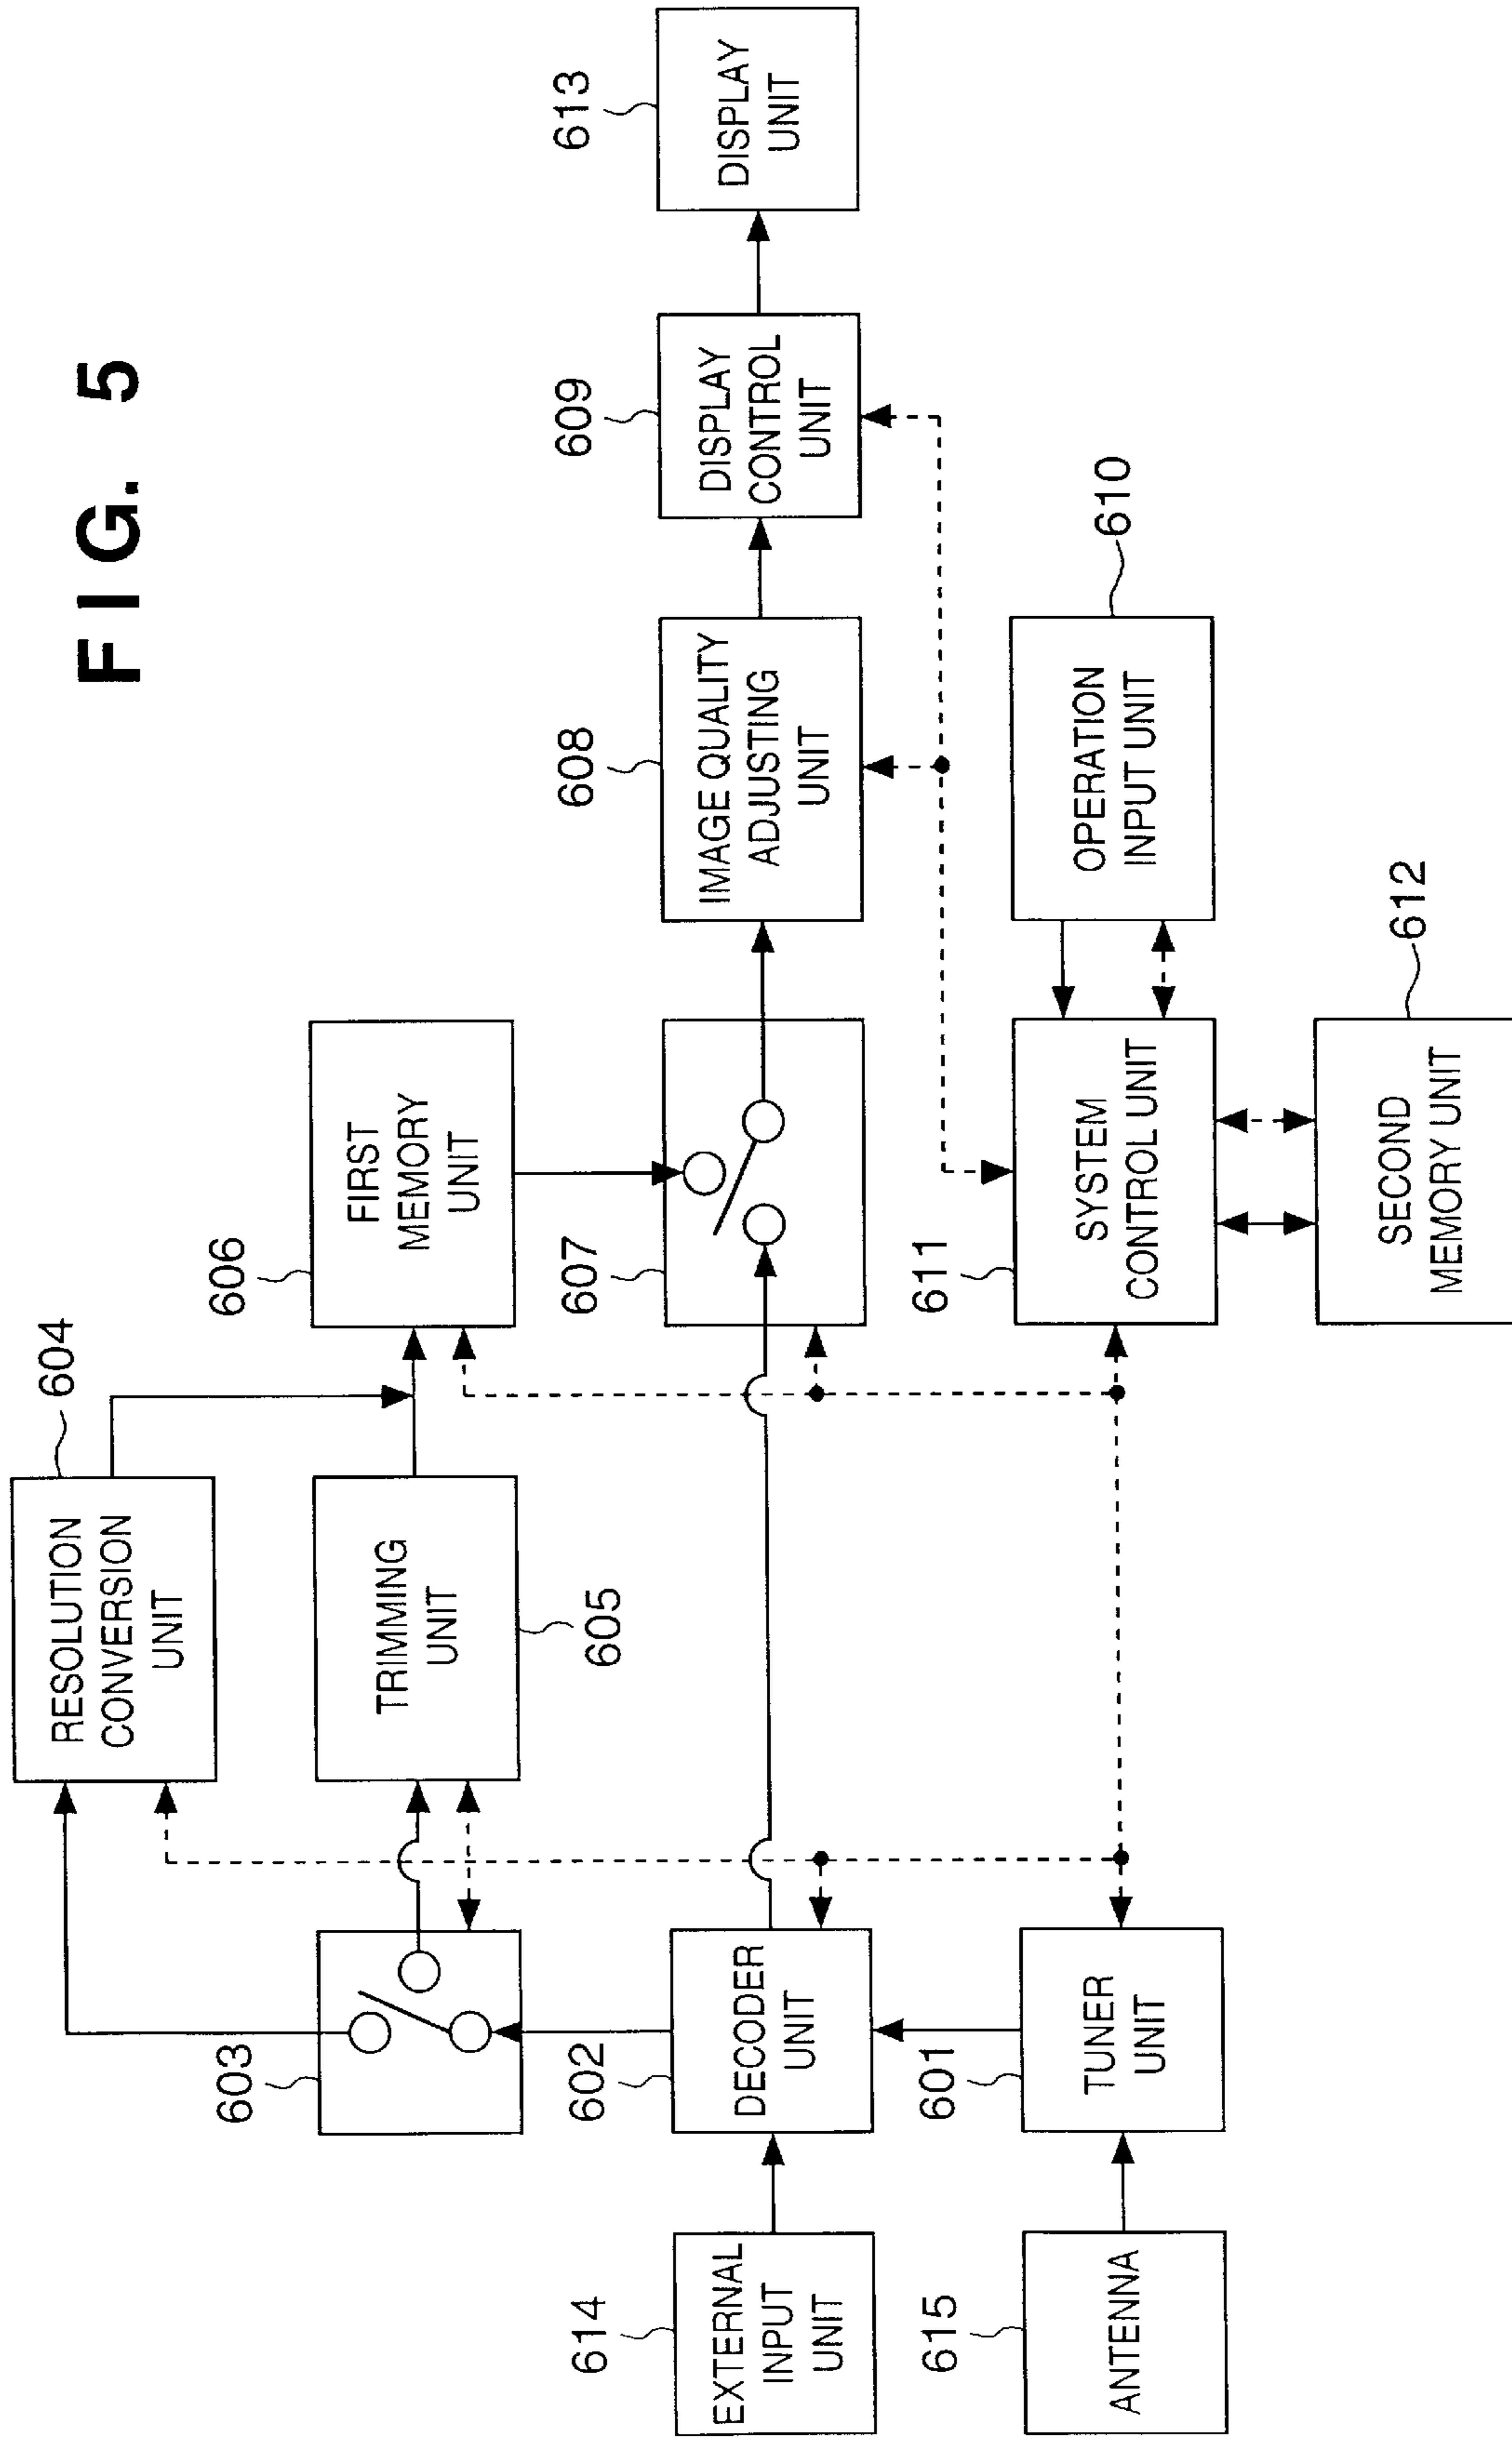 FIG. 5
604
RESOLUTION
CONVERSION
UNIT
606
FIRST
MEMORY
UNIT
TRIMMING
UNIT
605
603
613
DISPLAY
UNIT
609
DISPLAY
CONTROL
UNIT
608
IMAGE QUALITY
ADJUSTING
UNIT
607
602
DECODER
UNIT
614
EXTERNAL
INPUT
UNIT
610
OPERATION
INPUT UNIT
611
SYSTEM
CONTROL UNIT
601
TUNER
UNIT
615
ANTENNA
612
SECOND
MEMORY UNIT